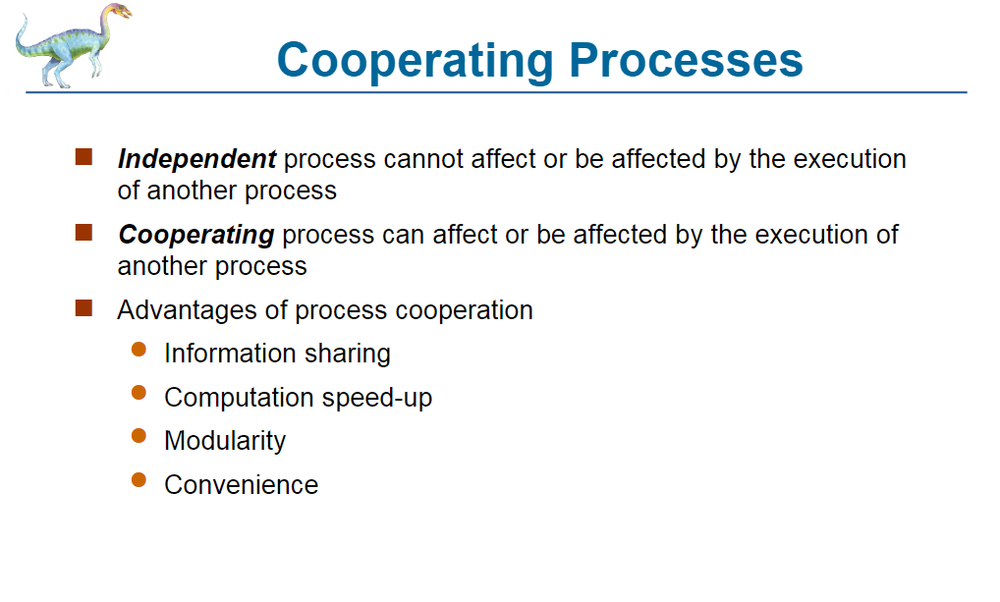 Cooperating Processes
Independent process cannot affect or be affected by the execution
of another process
Cooperating process can affect or be affected by the execution of
another process
Advantages of process cooperation
Information sharing
Computation speed-up
Modularity
Convenience